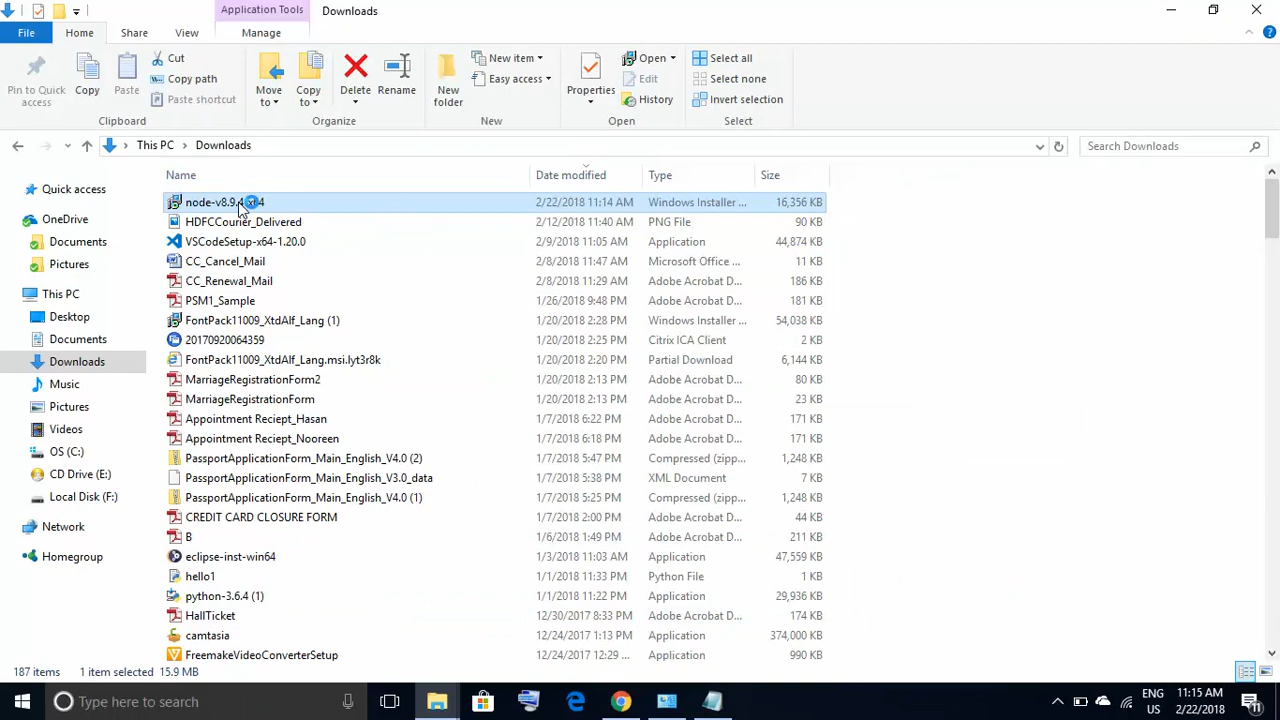 Application Tools Downloads
File Home Share View Manage
Pin to Quick access
Copy
Paste
Cut
Copy path
Paste shortcut
Clipboard
Move to
Copy to
Delete
Rename
Organize
New folder
New item
Easy access
New
Properties
Open
Edit
History
Open
Select all
Select none
Invert selection
Select
This PC Downloads Search Downloads
Name Date modified Type Size
Quick access
OneDrive
Documents
Pictures
This PC
Desktop
Documents
Downloads
Music
Pictures
Videos
OS (C:)
CD Drive (E:)
Local Disk (F:)
Network
Homegroup
node-v8.9.4-x64 2/22/2018 11:14 AM Windows Installer ... 16,356 KB
HDFCCourier_Delivered 2/12/2018 11:40 AM PNG File 90 KB
VSCodeSetup-x64-1.20.0 2/9/2018 11:05 AM Application 44,874 KB
CC_Cancel_Mail 2/8/2018 11:47 AM Microsoft Office ... 11 KB
CC_Renewal_Mail 2/8/2018 11:29 AM Adobe Acrobat D... 186 KB
PSM1_Sample 1/26/2018 9:48 PM Adobe Acrobat D... 181 KB
FontPack11009_XtdAlf_Lang (1) 1/20/2018 2:28 PM Windows Installer ... 54,038 KB
20170920064359 1/20/2018 2:25 PM Citrix ICA Client 2 KB
FontPack11009_XtdAlf_Lang.msi.lyt3r8k 1/20/2018 2:20 PM Partial Download 6,144 KB
MarriageRegistrationForm2 1/20/2018 2:13 PM Adobe Acrobat D... 80 KB
MarriageRegistrationForm 1/20/2018 2:13 PM Adobe Acrobat D... 23 KB
Appointment Reciept_Hasan 1/7/2018 6:22 PM Adobe Acrobat D... 171 KB
Appointment Reciept_Nooreen 1/7/2018 6:18 PM Adobe Acrobat D... 171 KB
PassportApplicationForm_Main_English_V4.0 (2) 1/7/2018 5:47 PM Compressed (zipp... 1,248 KB
PassportApplicationForm_Main_English_V3.0_data 1/7/2018 5:38 PM XML Document 7 KB
PassportApplicationForm_Main_English_V4.0 (1) 1/7/2018 5:25 PM Compressed (zipp... 1,248 KB
CREDIT CARD CLOSURE FORM 1/7/2018 2:00 PM Adobe Acrobat D... 44 KB
B 1/6/2018 1:49 PM Adobe Acrobat D... 211 KB
eclipse-inst-win64 1/3/2018 11:03 AM Application 47,559 KB
hello1 1/1/2018 11:33 PM Python File 1 KB
python-3.6.4 (1) 1/1/2018 11:22 PM Application 29,936 KB
HallTicket 12/30/2017 8:33 PM Adobe Acrobat D... 174 KB
camtasia 12/24/2017 1:13 PM Application 374,000 KB
FreemakeVideoConverterSetup 12/24/2017 12:29 ... Application 990 KB
187 items 1 item selected 15.9 MB
Type here to search
ENG
US
11:15 AM
2/22/2018
11